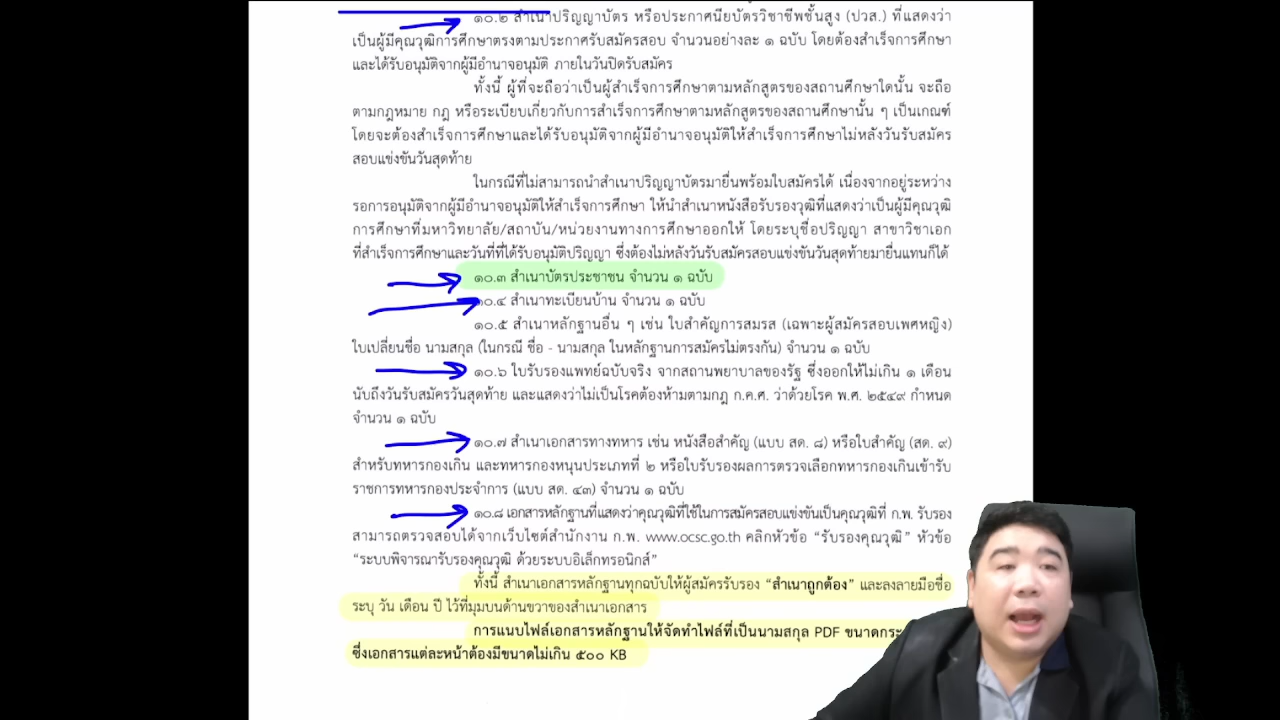 ๑๐.๒ สำเนาปริญญาบัตร หรือประกาศนียบัตรวิชาชีพชั้นสูง (ปวส.) ที่แสดงว่า
เป็นผู้มีคุณวุฒิการศึกษาตรงตามประกาศรับสมัครสอบ จำนวนอย่างละ ๑ ฉบับ โดยต้องสำเร็จการศึกษา
และได้รับอนุมัติจากผู้มีอำนาจอนุมัติ ภายในวันปิดรับสมัคร
ทั้งนี้ ผู้ที่จะถือว่าเป็นผู้สำเร็จการศึกษาตามหลักสูตรของสถานศึกษาใดนั้น จะถือ
ตามกฎหมาย กฎ หรือระเบียบเกี่ยวกับการสำเร็จการศึกษาตามหลักสูตรของสถานศึกษานั้น ๆ เป็นเกณฑ์
โดยจะต้องสำเร็จการศึกษาและได้รับอนุมัติจากผู้มีอำนาจอนุมัติให้สำเร็จการศึกษาไม่หลังวันรับสมัคร
สอบแข่งขันวันสุดท้าย
ในกรณีที่ไม่สามารถนำสำเนาปริญญาบัตรมายื่นพร้อมใบสมัครได้ เนื่องจากอยู่ระหว่าง
รอการอนุมัติจากผู้มีอำนาจอนุมัติให้สำเร็จการศึกษา ให้นำสำเนาหนังสือรับรองวุฒิที่แสดงว่าเป็นผู้มีคุณวุฒิ
การศึกษาที่มหาวิทยาลัย/สถาบัน/หน่วยงานทางการศึกษาออกให้ โดยระบุชื่อปริญญา สาขาวิชาเอก
ที่สำเร็จการศึกษาและวันที่ที่ได้รับอนุมัติปริญญา ซึ่งต้องไม่หลังวันรับสมัครสอบแข่งขันวันสุดท้ายมายื่นแทนก็ได้
๑๐.๓ สำเนาบัตรประชาชน จำนวน ๑ ฉบับ
๑๐.๔ สำเนาทะเบียนบ้าน จำนวน ๑ ฉบับ
๑๐.๕ สำเนาหลักฐานอื่น ๆ เช่น ใบสำคัญการสมรส (เฉพาะผู้สมัครสอบเพศหญิง)
ใบเปลี่ยนชื่อ นามสกุล (ในกรณี ชื่อ - นามสกุล ในหลักฐานการสมัครไม่ตรงกัน) จำนวน ๑ ฉบับ
๑๐.๖ ใบรับรองแพทย์ฉบับจริง จากสถานพยาบาลของรัฐ ซึ่งออกให้ไม่เกิน ๑ เดือน
นับถึงวันรับสมัครวันสุดท้าย และแสดงว่าไม่เป็นโรคต้องห้ามตามกฎ ก.ค.ศ. ว่าด้วยโรค พ.ศ. ๒๕๔๙ กำหนด
จำนวน ๑ ฉบับ
๑๐.๗ สำเนาเอกสารทางทหาร เช่น หนังสือสำคัญ (แบบ สด. ๘) หรือใบสำคัญ (สด. ๙)
สำหรับทหารกองเกิน และทหารกองหนุนประเภทที่ ๒ หรือใบรับรองผลการตรวจเลือกทหารกองเกินเข้ารับ
ราชการทหารกองประจำการ (แบบ สด. ๔๓) จำนวน ๑ ฉบับ
๑๐.๘ เอกสารหลักฐานที่แสดงว่าคุณวุฒิที่ใช้ในการสมัครสอบแข่งขันเป็นคุณวุฒิที่ ก.พ. รับรอง
สามารถตรวจสอบได้จากเว็บไซต์สำนักงาน ก.พ. www.ocsc.go.th คลิกหัวข้อ “รับรองคุณวุฒิ” หัวข้อ
“ระบบพิจารณารับรองคุณวุฒิ ด้วยระบบอิเล็กทรอนิกส์”
ทั้งนี้ สำเนาเอกสารหลักฐานทุกฉบับให้ผู้สมัครรับรอง “สำเนาถูกต้อง” และลงลายมือชื่อ
ระบุ วัน เดือน ปี ไว้ที่มุมบนด้านขวาของสำเนาเอกสาร
การแนบไฟล์เอกสารหลักฐานให้จัดทำไฟล์ที่เป็นนามสกุล PDF
ซึ่งเอกสารแต่ละหน้าต้องมีขนาดไม่เกิน ๕๐๐ KB